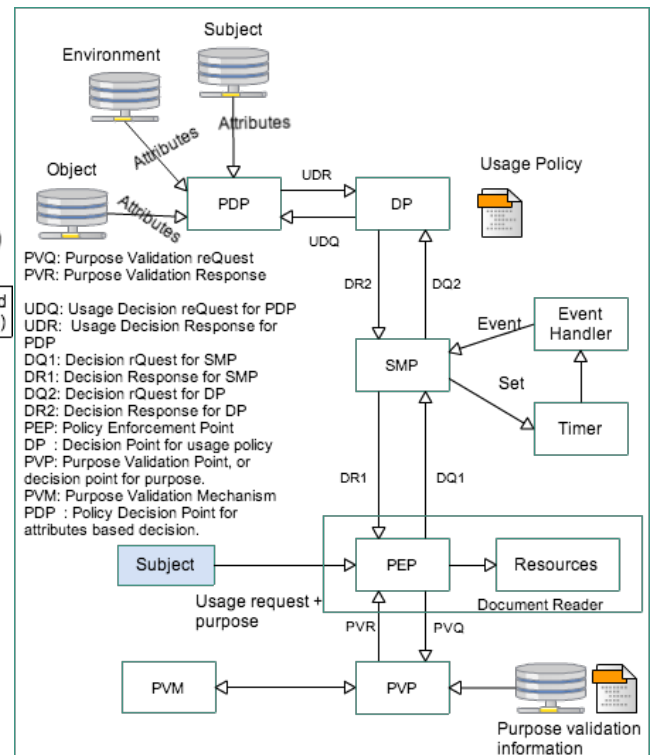 Subject
Environment
Attributes
Attributes
Object
Attributes
UDR
Usage Policy
PDP
DP
UDQ
)
PVQ: Purpose Validation reQuest
PVR: Purpose Validation Response
DR2
DQ2
d
)
UDQ: Usage Decision reQuest for PDP
UDR: Usage Decision Response for
PDP
DQ1: Decision rQuest for SMP
DR1: Decision Response for SMP
DQ2: Decision rQuest for DP
DR2: Decision Response for DP
PEP: Policy Enforcement Point
DP : Decision Point for usage policy
PVP: Purpose Validation Point, or
decision point for purpose.
PVM: Purpose Validation Mechanism
PDP : Policy Decision Point for
attributes based decision.
Event
Event
Handler
SMP
Set
Timer
DR1
DQ1
Subject
PEP
Resources
Usage request +
purpose
Document Reader
PVR
PVQ
PVM
PVP
Purpose validation
information